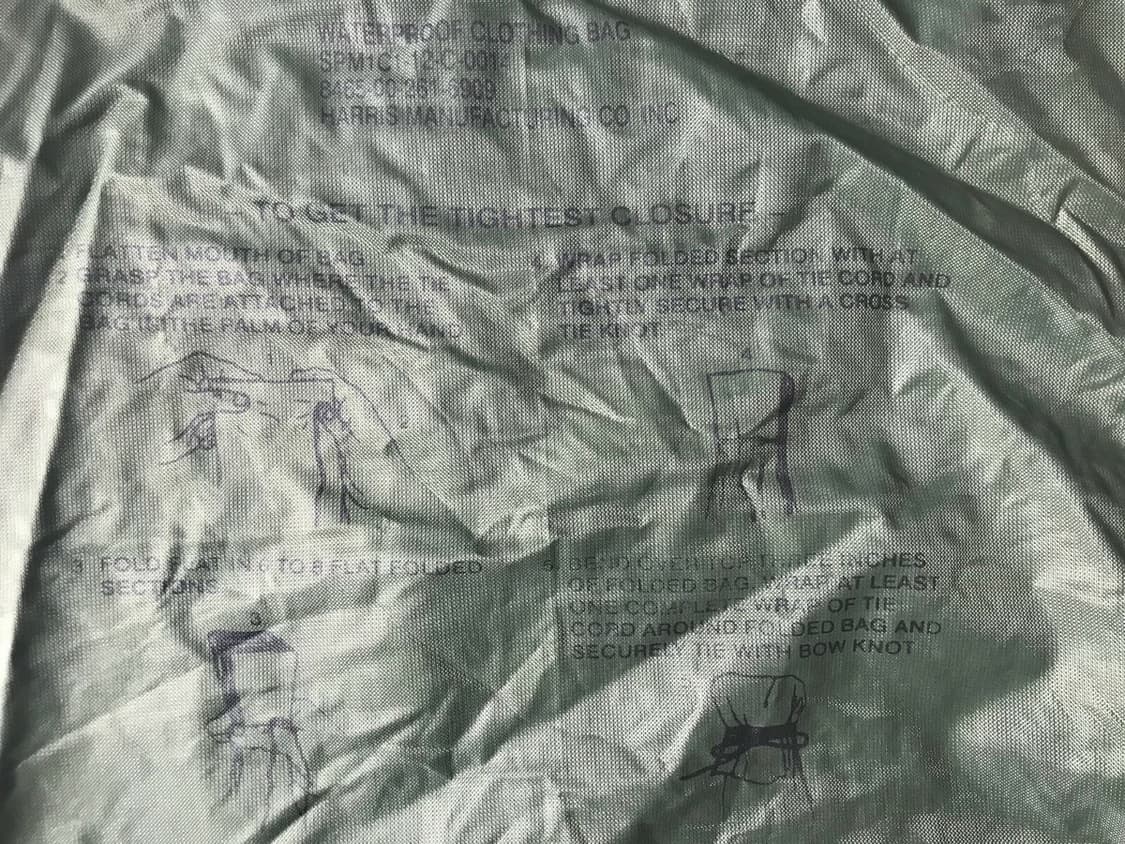 WATERPROOF CLOTHING BAG
SPM1C1-12-C-0014
8465-00-261-6909
HARRIS MANUFACTURING CO INC
- TO GET THE TIGHTEST CLOSURE -
FLATTEN MOUTH OF BAG
2 GRASP THE BAG WHERE THE TIE
CORDS ARE ATTACHED TO THE
BAG IN THE PALM OF YOUR HAND
1
3 FOLD FLAT IN 6 TO 8 FLAT FOLDED
SECTIONS
3
4. WRAP FOLDED SECTION WITH AT
LEAST ONE WRAP OF TIE CORD AND
TIGHTLY SECURE WITH A CROSS
TIE KNOT
4
5. BEND OVER TOP THREE INCHES
OF FOLDED BAG, WRAP AT LEAST
ONE COMPLETE WRAP OF TIE
CORD AROUND FOLDED BAG AND
SECURELY TIE WITH BOW KNOT